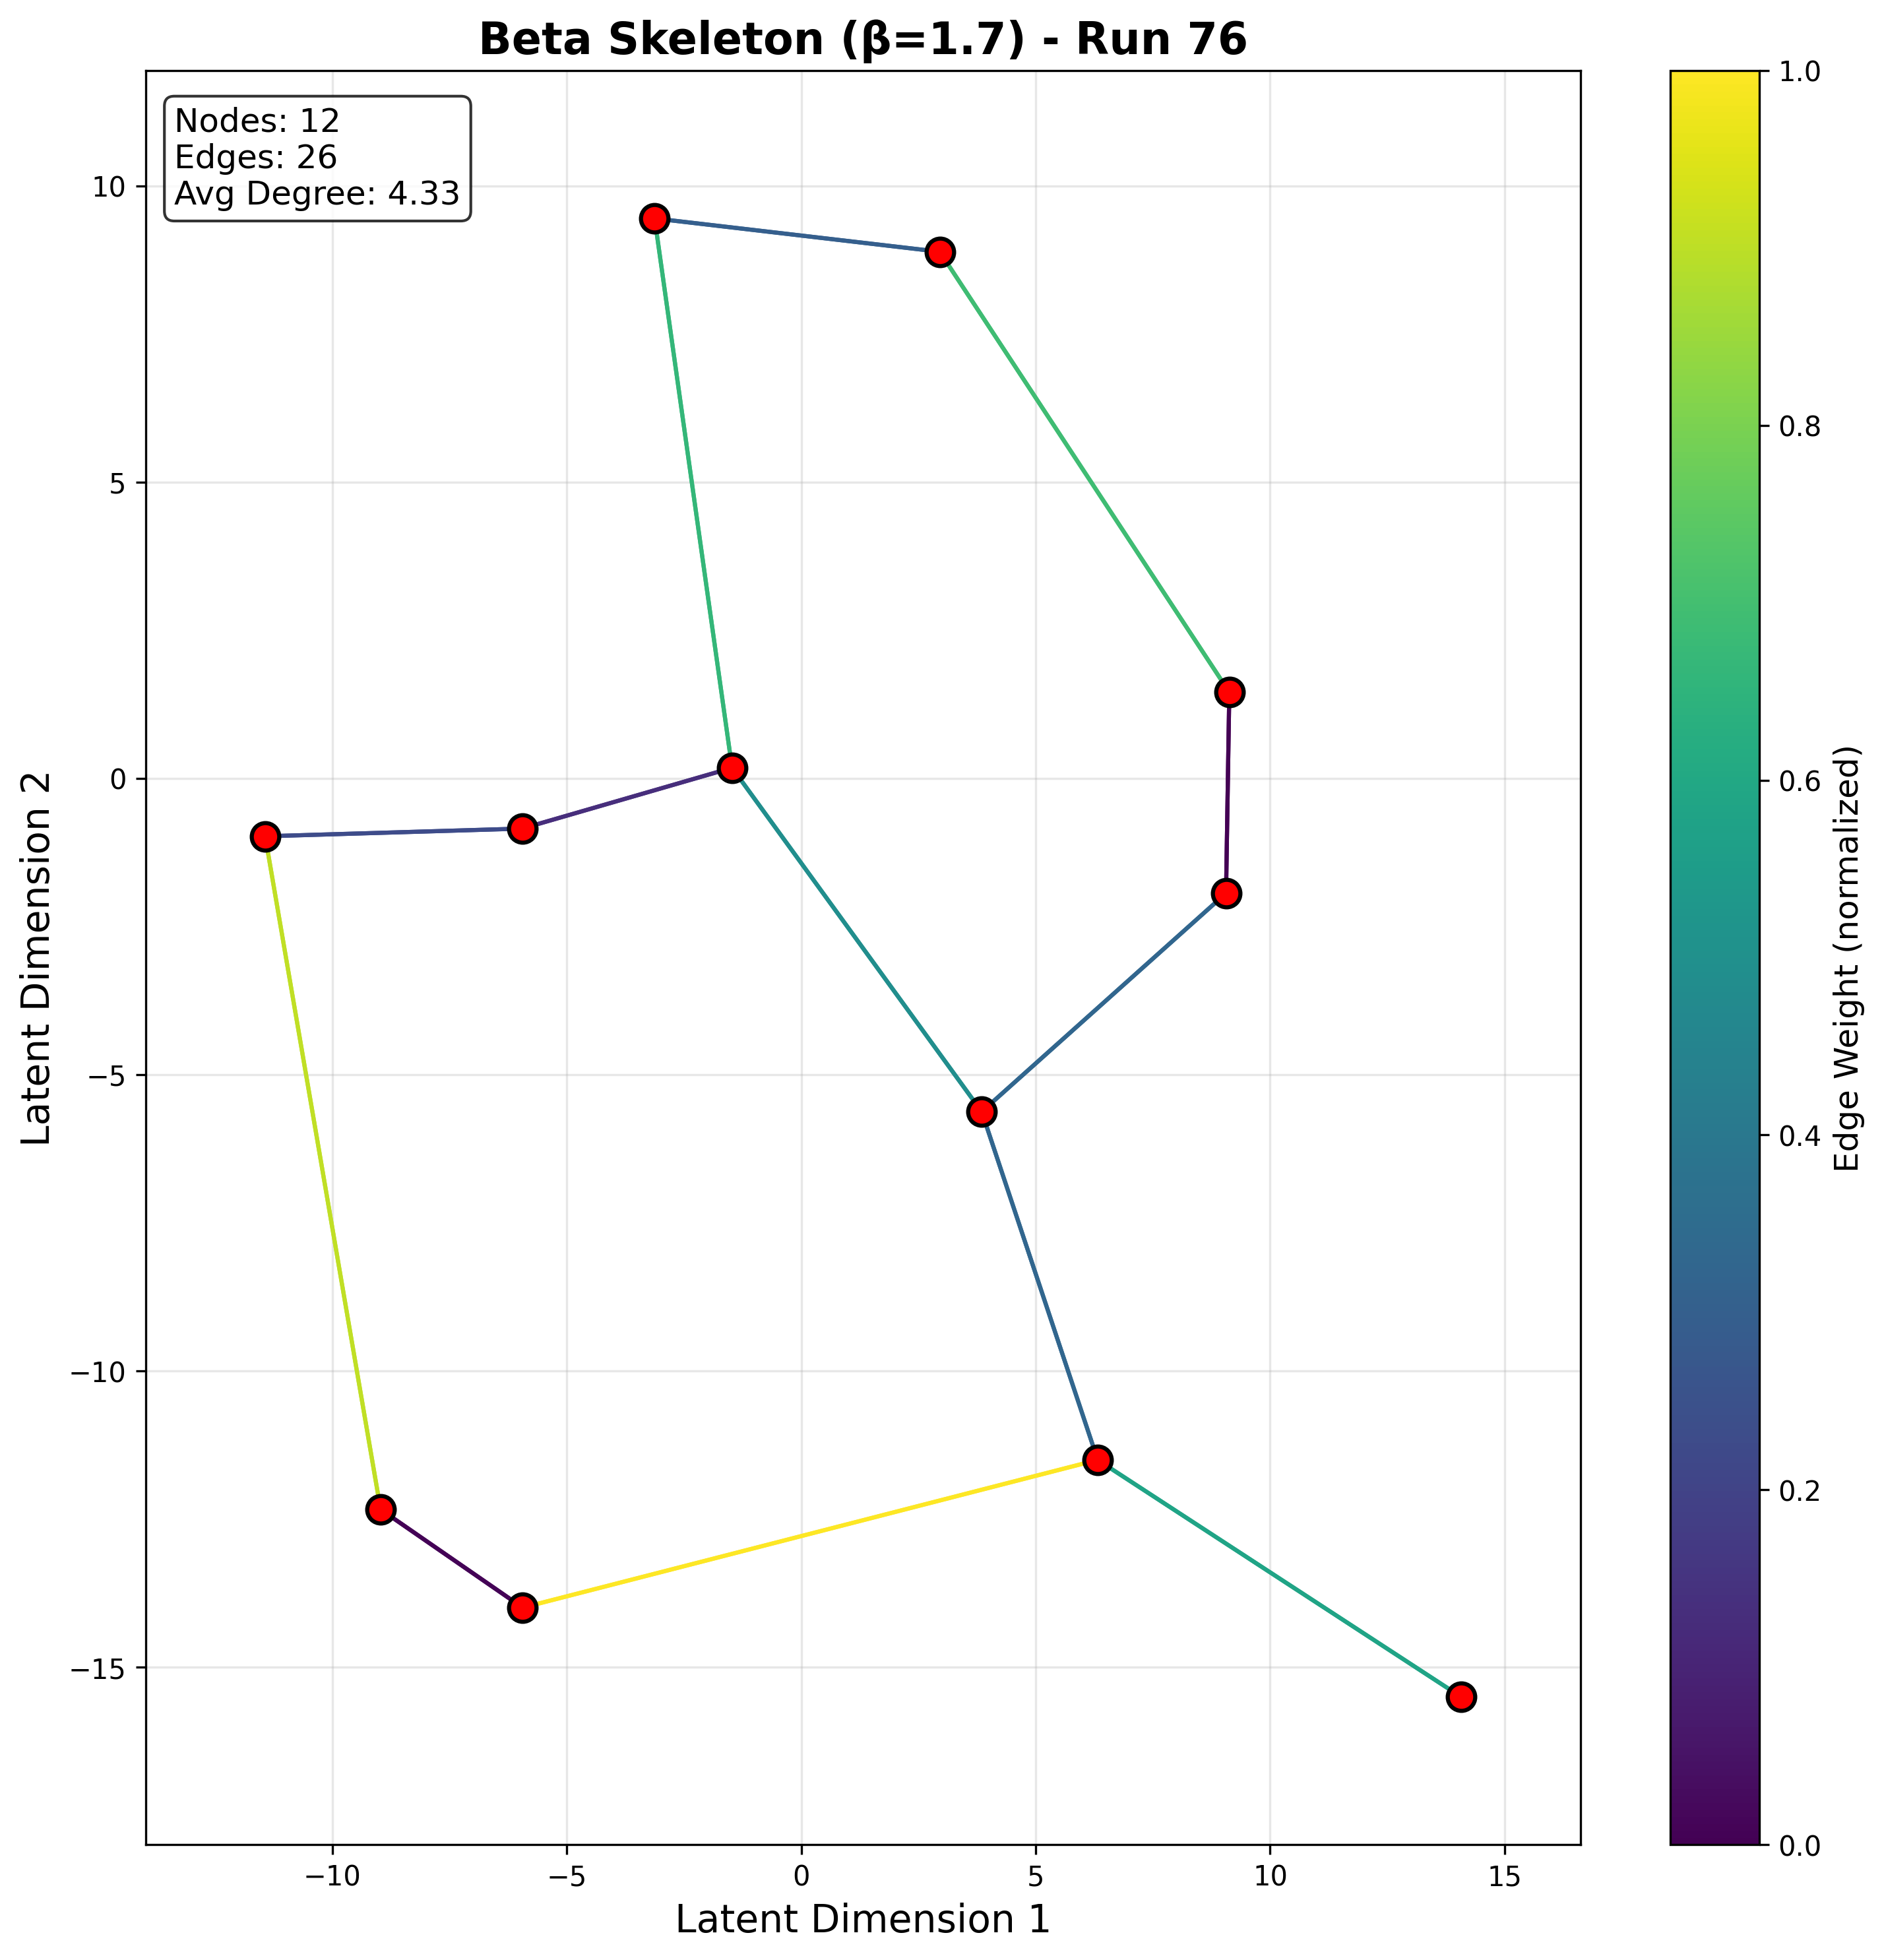 Beta Skeleton (β=1.7) - Run 76
Nodes: 12
Edges: 26
Avg Degree: 4.33
10
5
0
−5
−10
−15
−10
−5
0
5
10
15
Latent Dimension 1
Latent Dimension 2
1.0
0.8
0.6
0.4
0.2
0.0
Edge Weight (normalized)